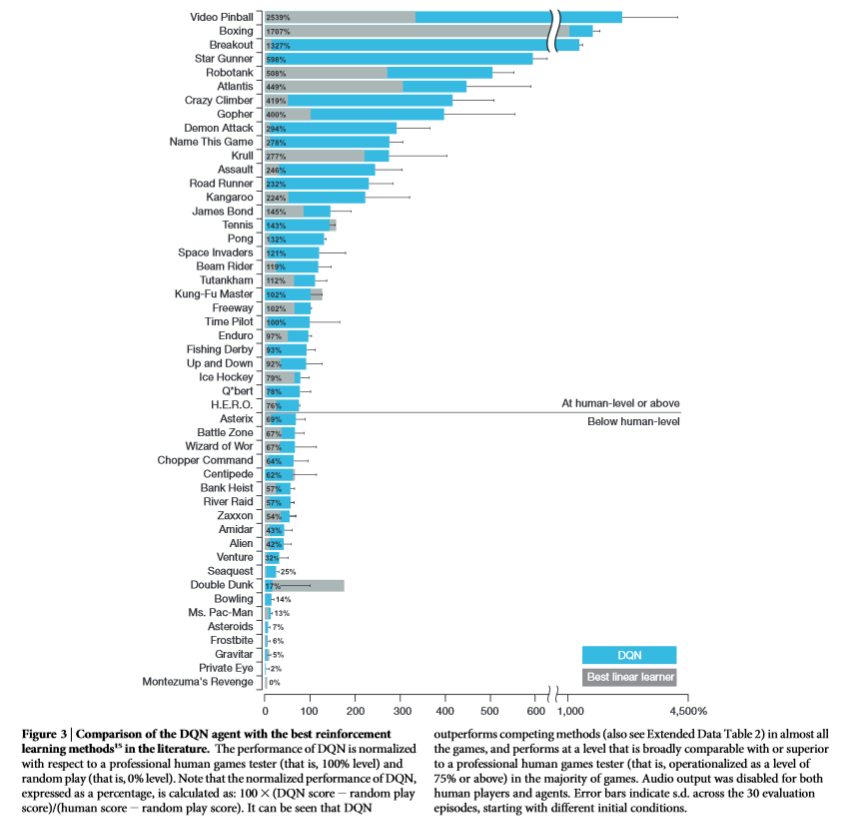 Video Pinball 2539%
Boxing 1707%
Breakout 1327%
Star Gunner 598%
Robotank 508%
Atlantis 449%
Crazy Climber 419%
Gopher 400%
Demon Attack 294%
Name This Game 278%
Krull 277%
Assault 246%
Road Runner 232%
Kangaroo 224%
James Bond 145%
Tennis 143%
Pong 132%
Space Invaders 121%
Beam Rider 119%
Tutankham 112%
Kung-Fu Master 102%
Freeway 102%
Time Pilot 100%
Enduro 97%
Fishing Derby 93%
Up and Down 92%
Ice Hockey 79%
Q*bert 78%
H.E.R.O. 76%
At human-level or above
Asterix 69%
Below human-level
Battle Zone 67%
Wizard of Wor 67%
Chopper Command 64%
Centipede 62%
Bank Heist 57%
River Raid 57%
Zaxxon 54%
Amidar 43%
Alien 42%
Venture 32%
Seaquest 25%
Double Dunk 17%
Bowling 14%
Ms. Pac-Man 13%
Asteroids 7%
Frostbite 6%
Gravitar 5%
Private Eye 2%
Montezuma's Revenge 0%
DQN
Best linear learner
0 100 200 300 400 500 600 1,000 4,500%
Figure 3 | Comparison of the DQN agent with the best reinforcement
learning methods¹⁵ in the literature. The performance of DQN is normalized
with respect to a professional human games tester (that is, 100% level) and
random play (that is, 0% level). Note that the normalized performance of DQN,
expressed as a percentage, is calculated as: 100 × (DQN score − random play
score)/(human score − random play score). It can be seen that DQN
outperforms competing methods (also see Extended Data Table 2) in almost all
the games, and performs at a level that is broadly comparable with or superior
to a professional human games tester (that is, operationalized as a level of
75% or above) in the majority of games. Audio output was disabled for both
human players and agents. Error bars indicate s.d. across the 30 evaluation
episodes, starting with different initial conditions.